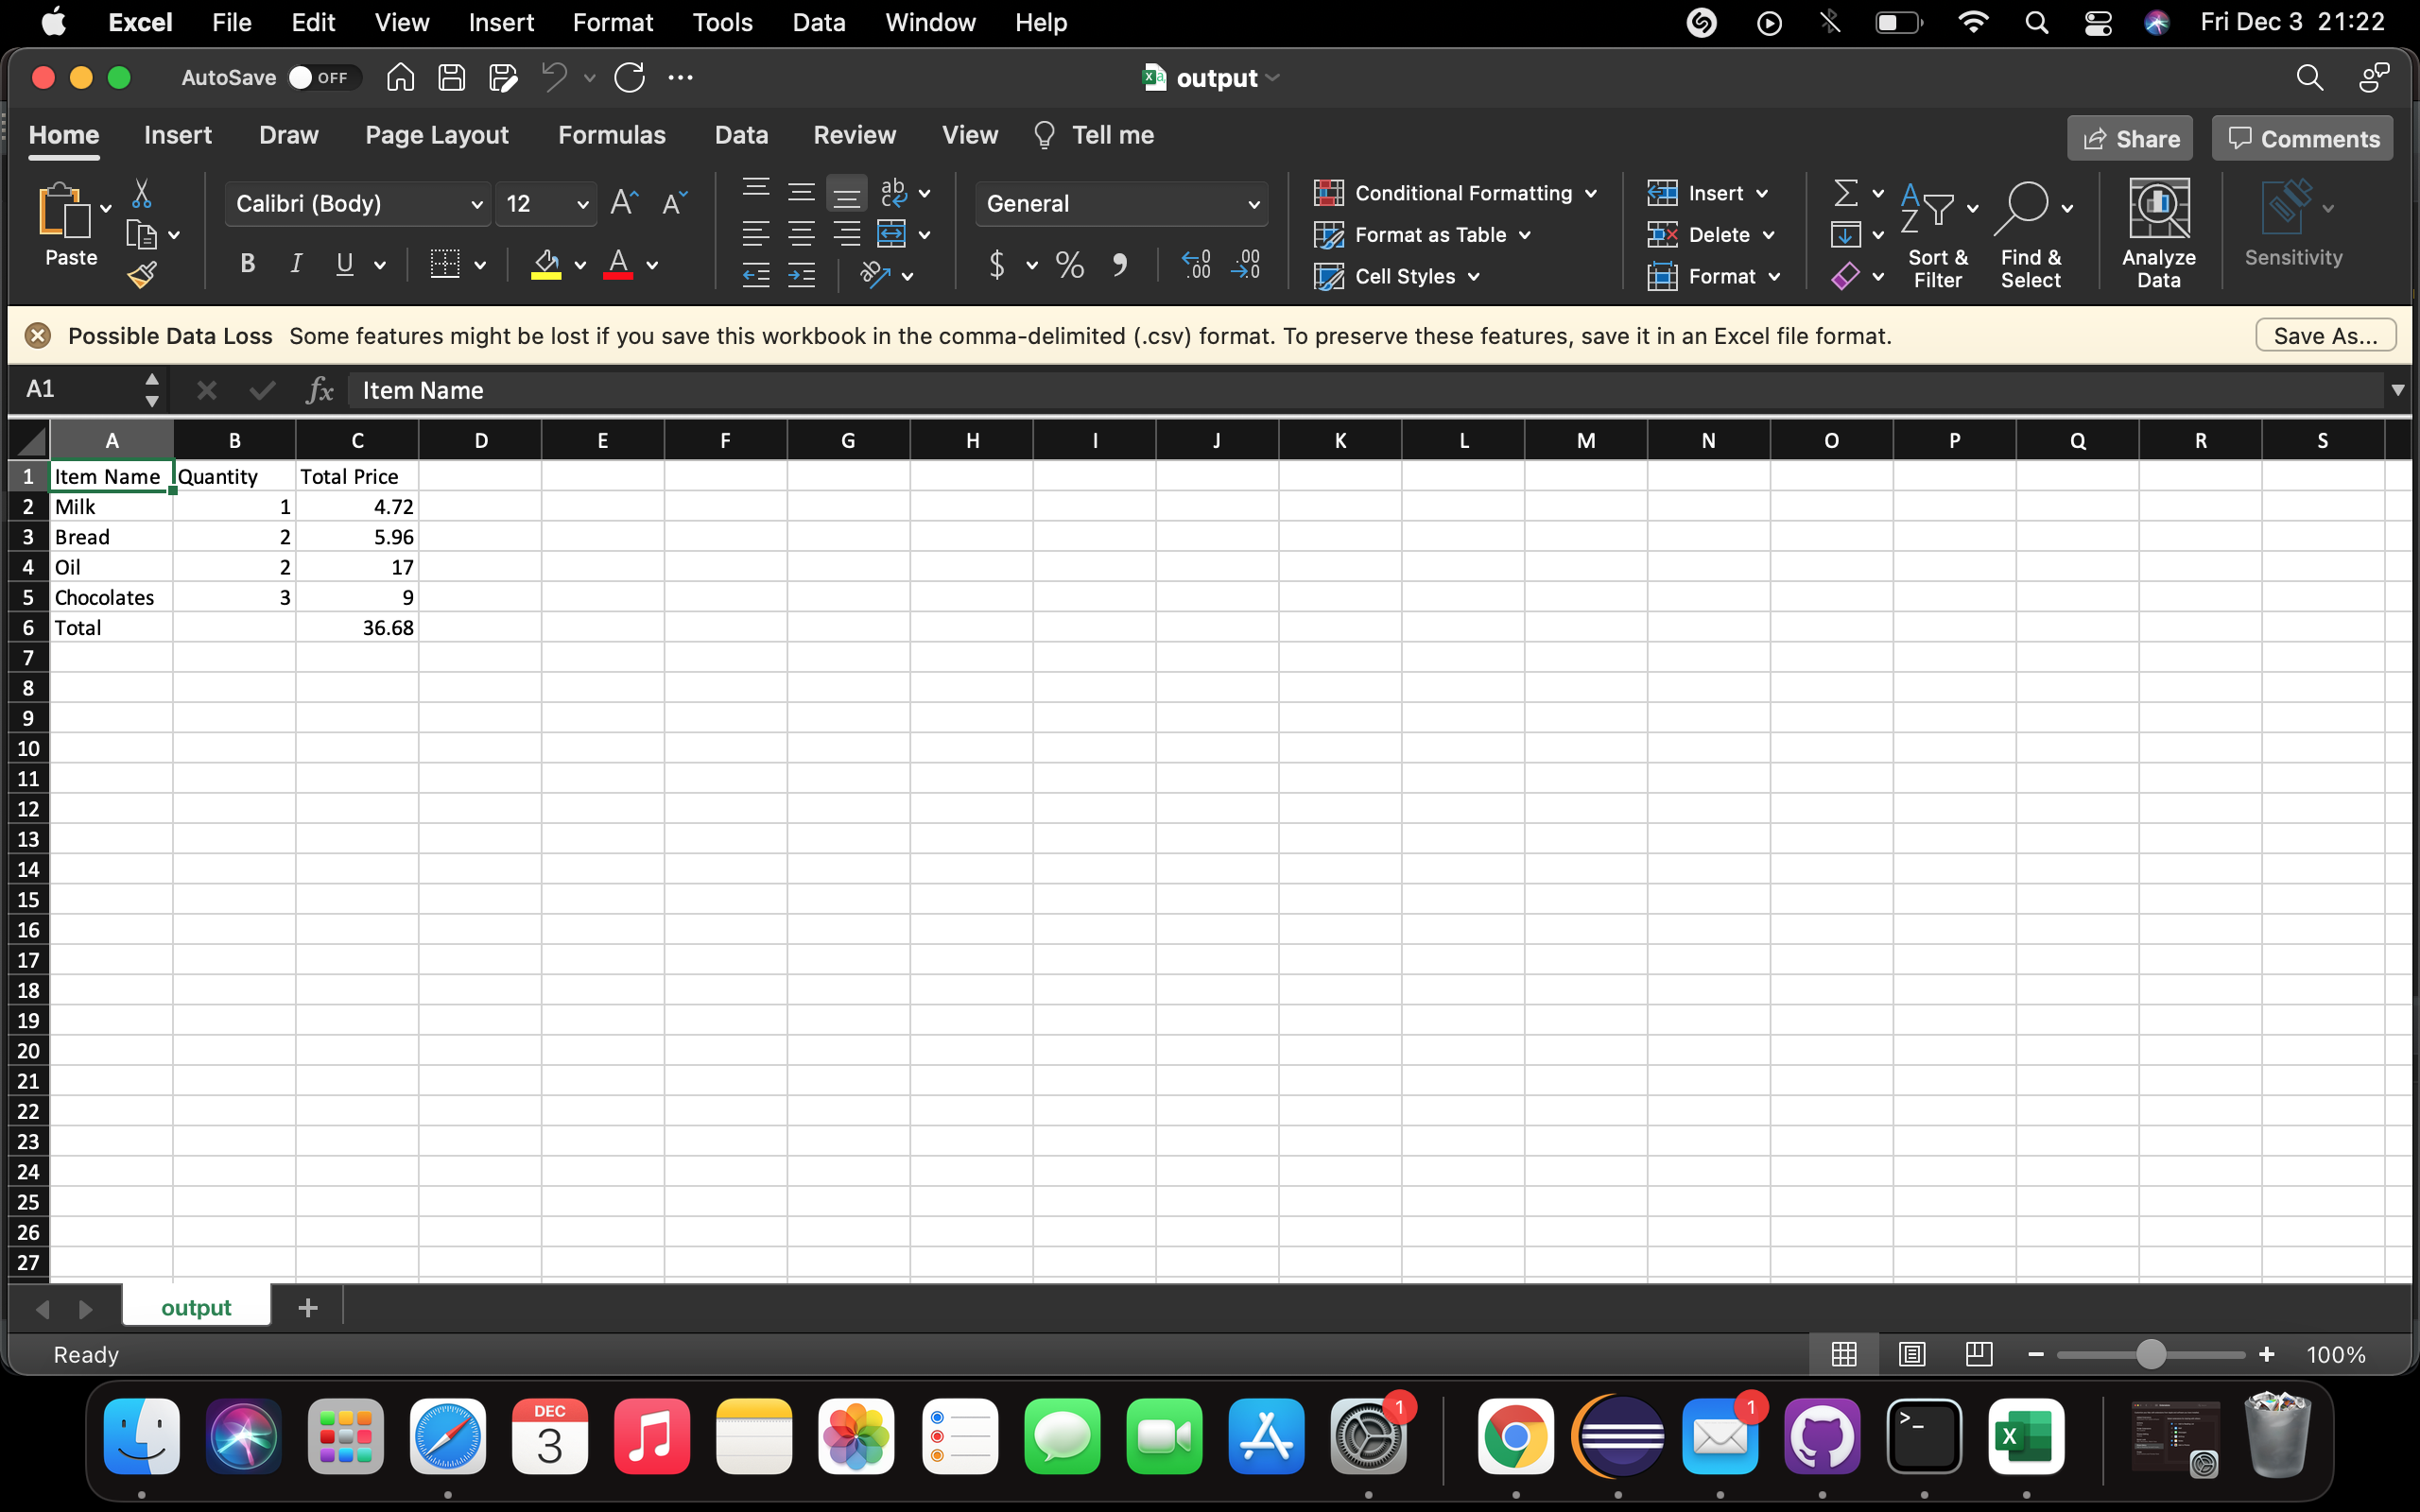 Excel File Edit View Insert Format Tools Data Window Help Fri Dec 3 21:22
AutoSave OFF output
Home Insert Draw Page Layout Formulas Data Review View Tell me Share Comments
Paste
Calibri (Body) 12
B I U A
ab
c
General
$ % 9
.0
.00
.00
.0
Conditional Formatting
Format as Table
Cell Styles
Insert
Delete
Format
Sort &
Filter
Find &
Select
Analyze
Data
Sensitivity
Possible Data Loss Some features might be lost if you save this workbook in the comma-delimited (.csv) format. To preserve these features, save it in an Excel file format. Save As...
A1 fx Item Name
A B C D E F G H I J K L M N O P Q R S
1 Item Name Quantity Total Price
2 Milk 1 4.72
3 Bread 2 5.96
4 Oil 2 17
5 Chocolates 3 9
6 Total 36.68
7
8
9
10
11
12
13
14
15
16
17
18
19
20
21
22
23
24
25
26
27
output +
Ready 100%
DEC
3
1
1
X